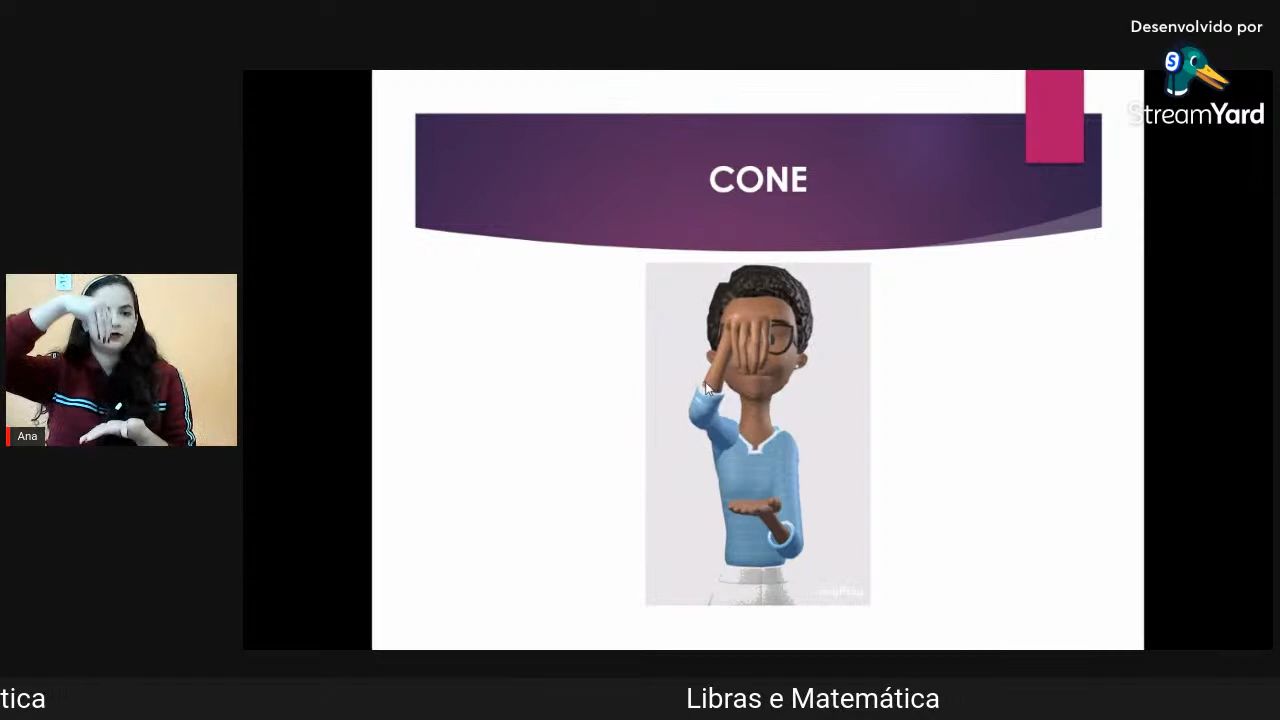 Desenvolvido por
StreamYard
CONE
Ana
tica
Libras e Matemática